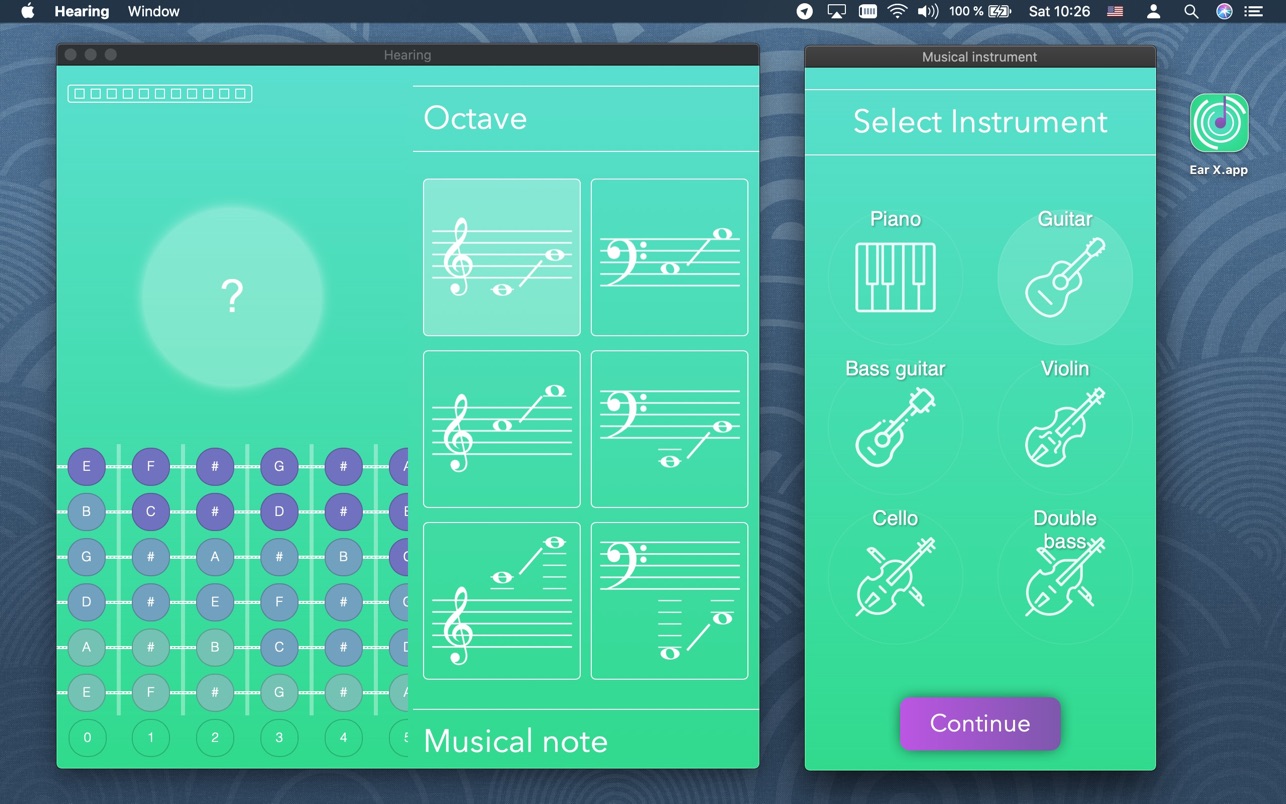 Hearing Window 100 % Sat 10:26
Hearing
Octave
?
E F # G # A
B C # D # E
G # A # B C
D # E F # G
A # B C # D
E F # G # A
0 1 2 3 4 5
Musical note
Musical instrument
Select Instrument
Piano Guitar
Bass guitar Violin
Cello Double
bass
Continue
Ear X.app